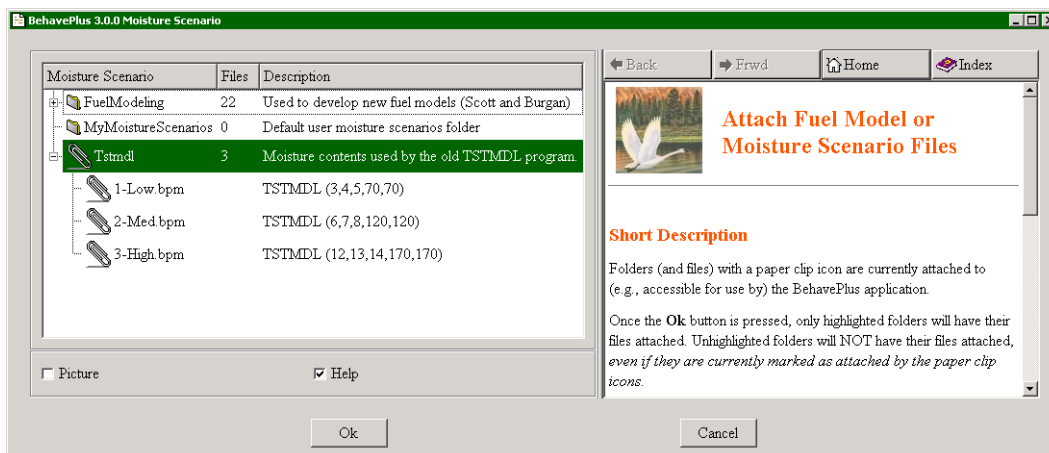 BehavePlus 3.0.0 Moisture Scenario
Moisture Scenario Files Description
FuelModeling 22 Used to develop new fuel models (Scott and Burgan)
MyMoistureScenarios 0 Default user moisture scenarios folder
Tstmdl 3 Moisture contents used by the old TSTMDL program.
1-Low.bpm TSTMDL (3,4,5,70,70)
2-Med.bpm TSTMDL (6,7,8,120,120)
3-High.bpm TSTMDL (12,13,14,170,170)
Picture Help
Back Frwd Home Index
Attach Fuel Model or
Moisture Scenario Files
Short Description
Folders (and files) with a paper clip icon are currently attached to
(e.g., accessible for use by) the BehavePlus application.
Once the Ok button is pressed, only highlighted folders will have their
files attached. Unhighlighted folders will NOT have their files attached,
even if they are currently marked as attached by the paper clip
icons.
Ok Cancel